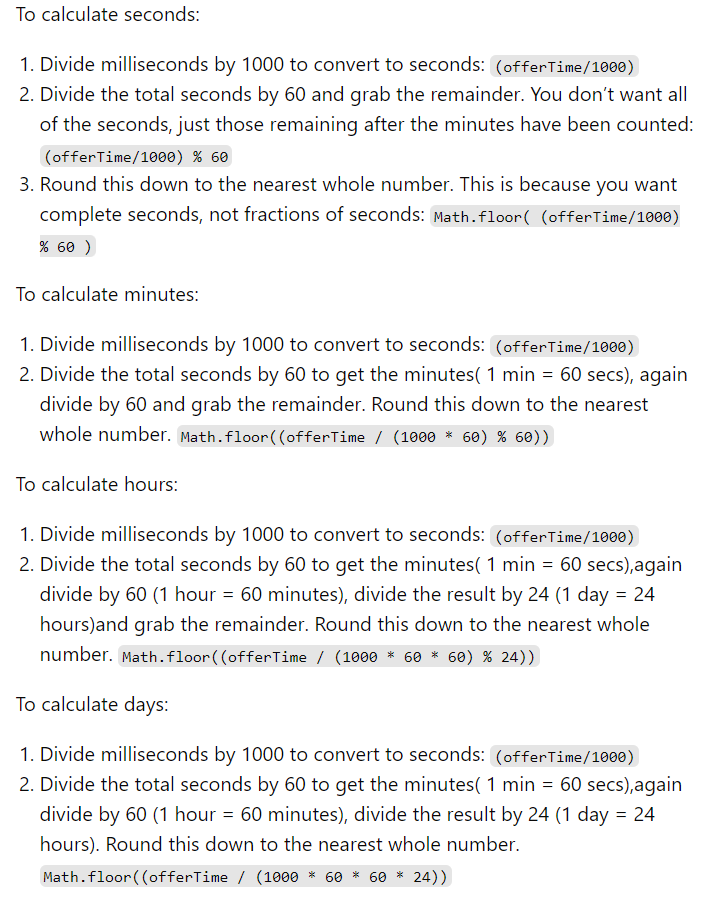 To calculate seconds:
1. Divide milliseconds by 1000 to convert to seconds: (offerTime/1000)
2. Divide the total seconds by 60 and grab the remainder. You don’t want all
of the seconds, just those remaining after the minutes have been counted:
(offerTime/1000) % 60
3. Round this down to the nearest whole number. This is because you want
complete seconds, not fractions of seconds: Math.floor( (offerTime/1000)
% 60 )
To calculate minutes:
1. Divide milliseconds by 1000 to convert to seconds: (offerTime/1000)
2. Divide the total seconds by 60 to get the minutes( 1 min = 60 secs), again
divide by 60 and grab the remainder. Round this down to the nearest
whole number. Math.floor((offerTime / (1000 * 60) % 60))
To calculate hours:
1. Divide milliseconds by 1000 to convert to seconds: (offerTime/1000)
2. Divide the total seconds by 60 to get the minutes( 1 min = 60 secs),again
divide by 60 (1 hour = 60 minutes), divide the result by 24 (1 day = 24
hours)and grab the remainder. Round this down to the nearest whole
number. Math.floor((offerTime / (1000 * 60 * 60) % 24))
To calculate days:
1. Divide milliseconds by 1000 to convert to seconds: (offerTime/1000)
2. Divide the total seconds by 60 to get the minutes( 1 min = 60 secs),again
divide by 60 (1 hour = 60 minutes), divide the result by 24 (1 day = 24
hours). Round this down to the nearest whole number.
Math.floor((offerTime / (1000 * 60 * 60 * 24))